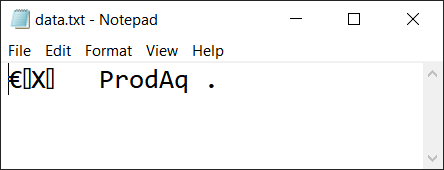 data.txt - Notepad
File Edit Format View Help
€▯X▯   ProdAq .